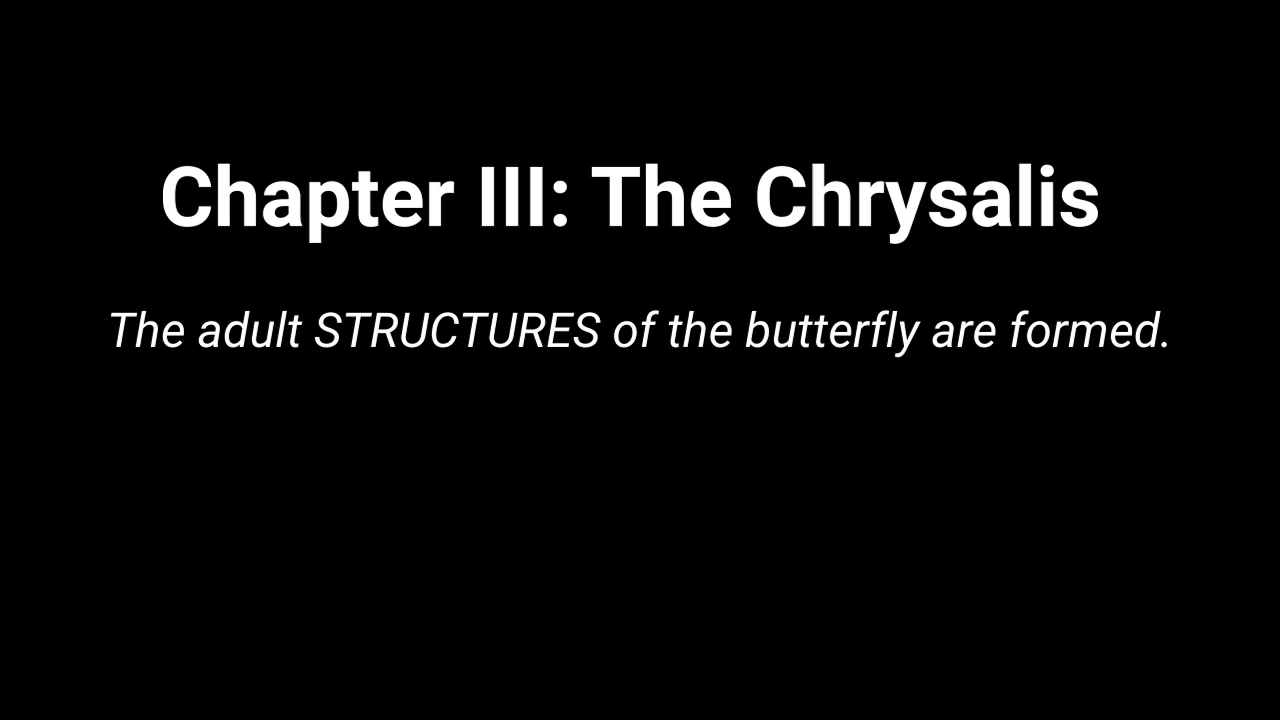 Chapter III: The Chrysalis
The adult STRUCTURES of the butterfly are formed.